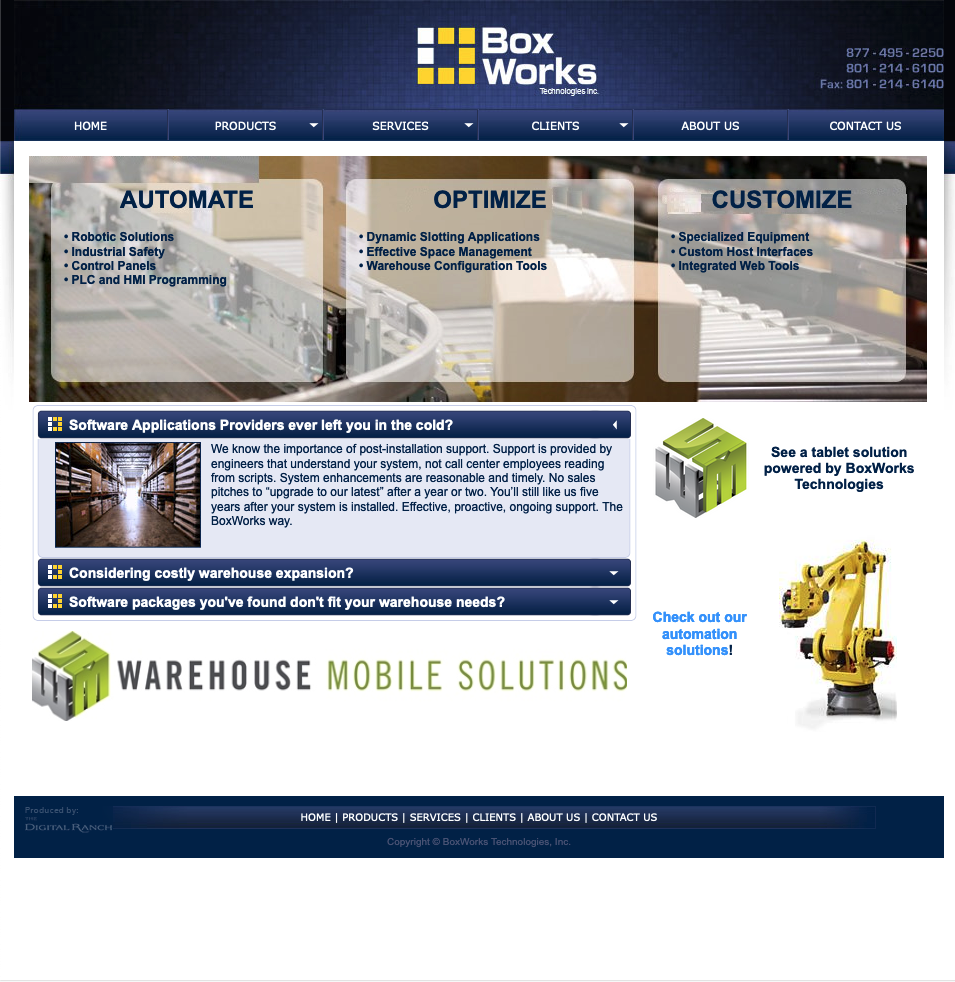 Box
Works
Technologies Inc.
877 - 495 - 2250
801 - 214 - 6100
Fax: 801 - 214 - 6140
HOME
PRODUCTS
SERVICES
CLIENTS
ABOUT US
CONTACT US
AUTOMATE
• Robotic Solutions
• Industrial Safety
• Control Panels
• PLC and HMI Programming
OPTIMIZE
• Dynamic Slotting Applications
• Effective Space Management
• Warehouse Configuration Tools
CUSTOMIZE
• Specialized Equipment
• Custom Host Interfaces
• Integrated Web Tools
Software Applications Providers ever left you in the cold?
We know the importance of post-installation support. Support is provided by
engineers that understand your system, not call center employees reading
from scripts. System enhancements are reasonable and timely. No sales
pitches to “upgrade to our latest” after a year or two. You’ll still like us five
years after your system is installed. Effective, proactive, ongoing support. The
BoxWorks way.
Considering costly warehouse expansion?
Software packages you've found don't fit your warehouse needs?
WAREHOUSE MOBILE SOLUTIONS
See a tablet solution
powered by BoxWorks
Technologies
Check out our
automation
solutions!
Produced by:
DIGITAL RANCH
HOME | PRODUCTS | SERVICES | CLIENTS | ABOUT US | CONTACT US
Copyright © BoxWorks Technologies, Inc.